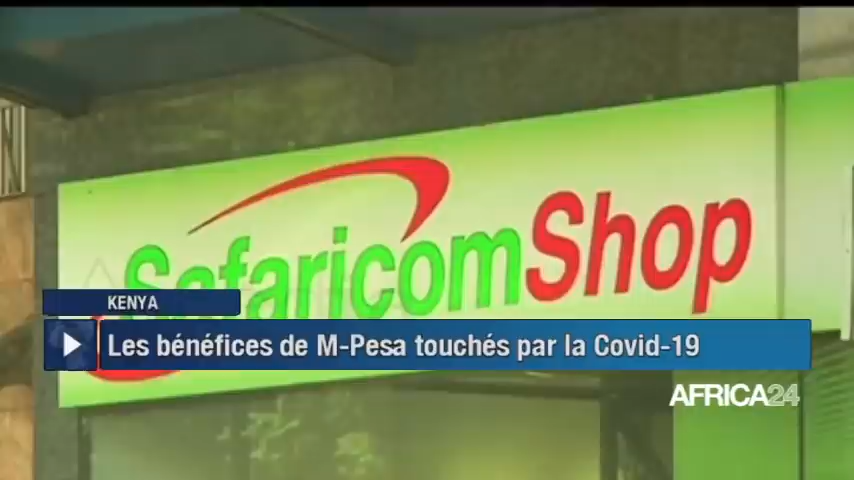 SafaricomShop
KENYA
Les bénéfices de M-Pesa touchés par la Covid-19
AFRICA24